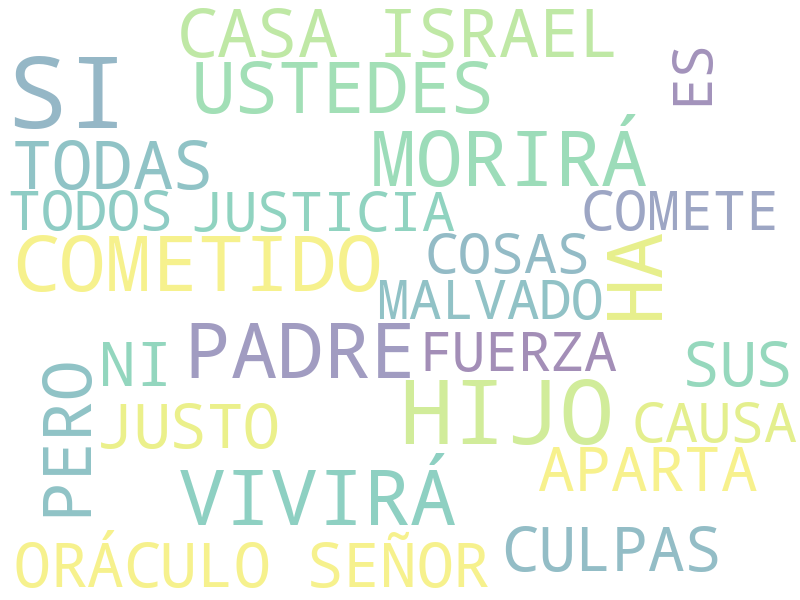 CASA ISRAEL
SI
USTEDES
ES
TODAS
MORIRÁ
TODOS
JUSTICIA
COMETE
COMETIDO
COSAS
HA
MALVADO
PADRE
FUERZA
NI
SUS
PERO
HIJO
JUSTO
CAUSA
APARTA
VIVIRÁ
CULPAS
ORÁCULO SEÑOR